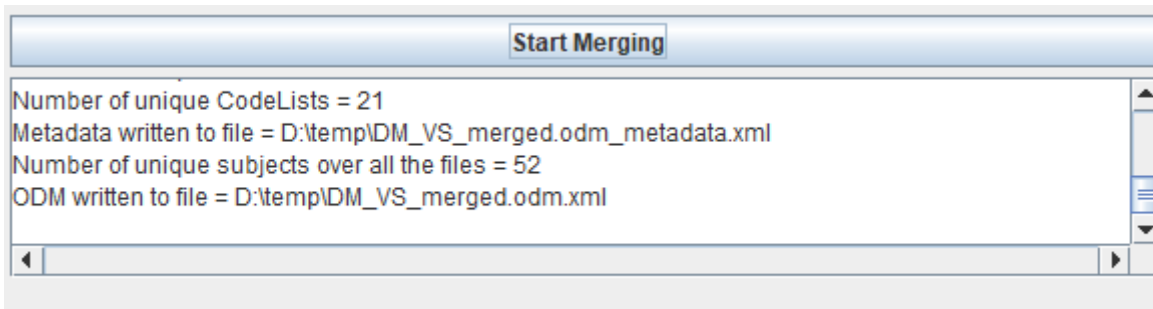 Start Merging
Number of unique CodeLists = 21
Metadata written to file = D:\temp\DM_VS_merged.odm_metadata.xml
Number of unique subjects over all the files = 52
ODM written to file = D:\temp\DM_VS_merged.odm.xml